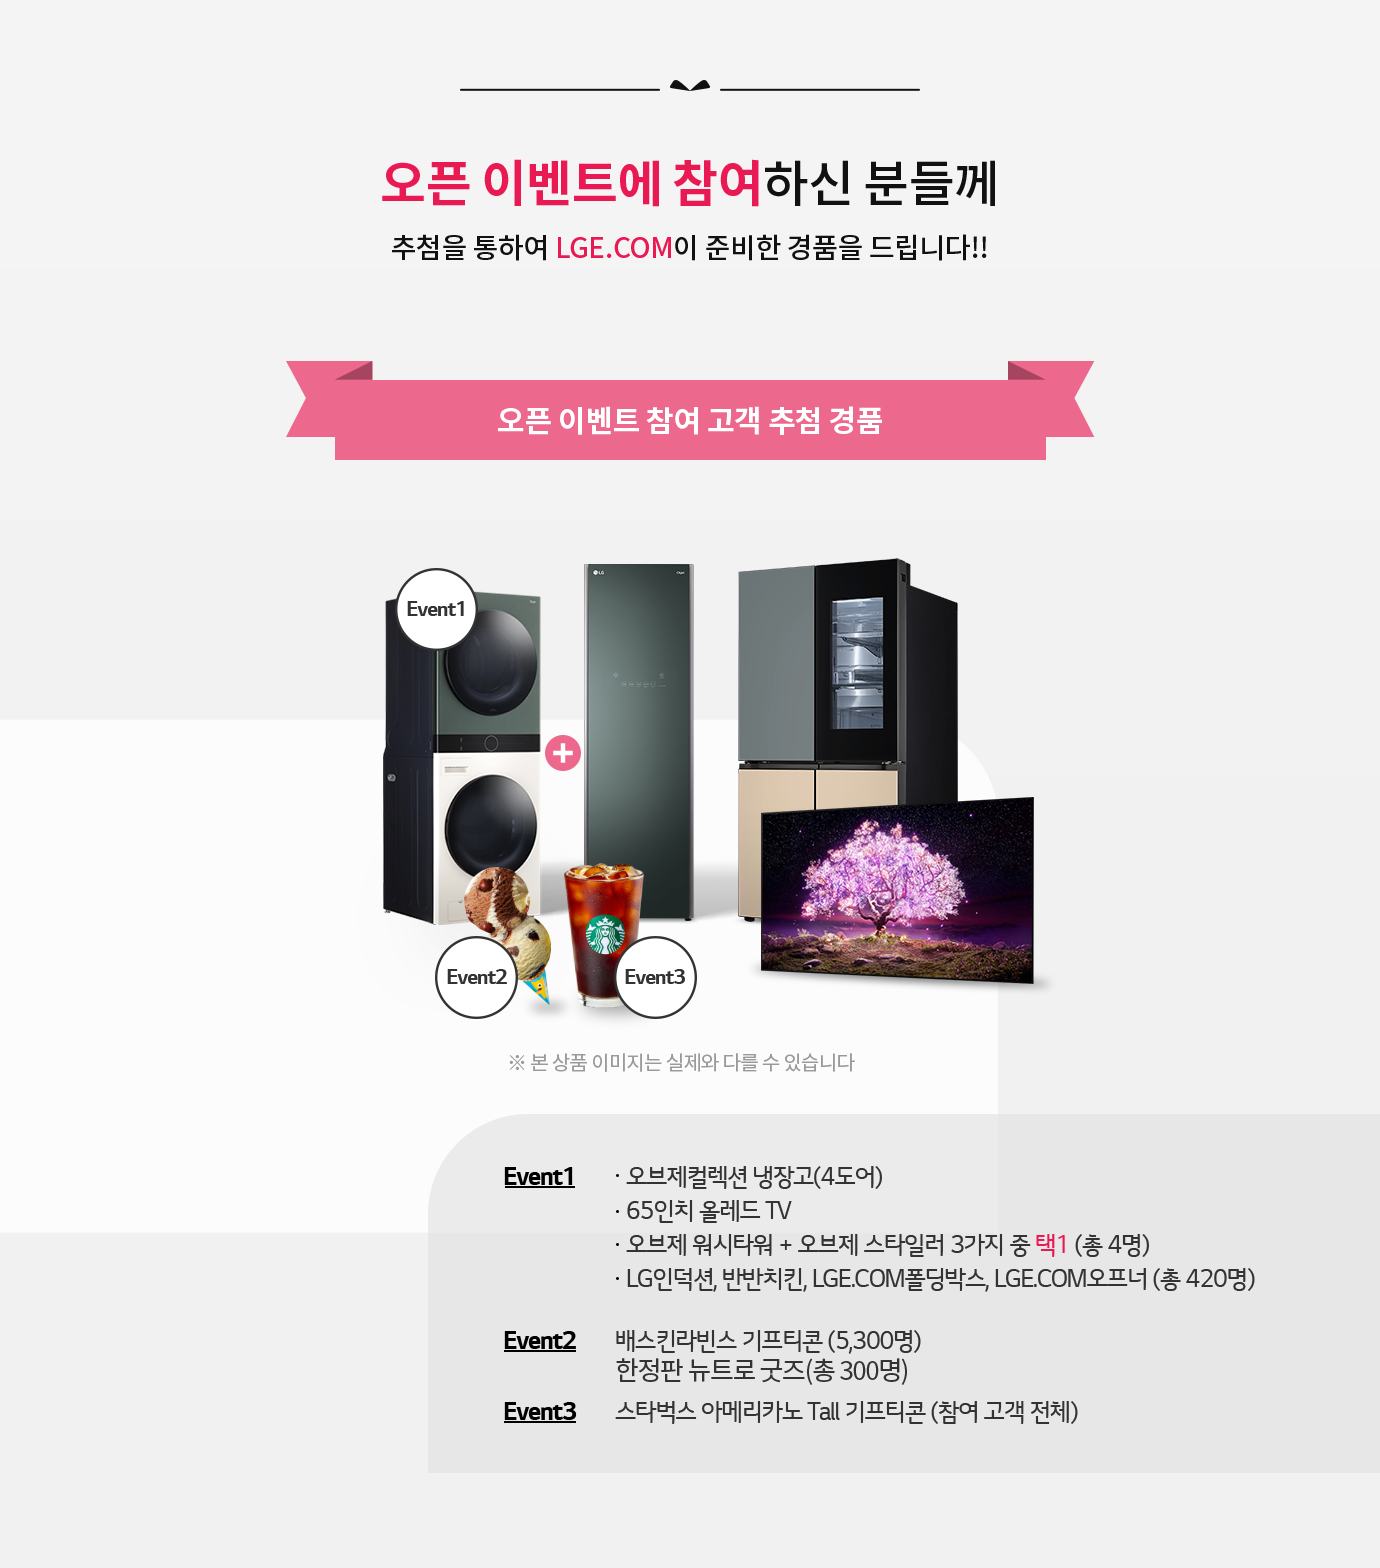 오픈 이벤트에 참여하신 분들께
추첨을 통하여 LGE.COM이 준비한 경품을 드립니다!!
오픈 이벤트 참여 고객 추첨 경품
Event1
LG
Event2
Event3
※ 본 상품 이미지는 실제와 다를 수 있습니다
Event1
· 오브제컬렉션 냉장고(4도어)
· 65인치 올레드 TV
· 오브제 워시타워 + 오브제 스타일러 3가지 중 택1 (총 4명)
· LG인덕션, 반반치킨, LGE.COM폴딩박스, LGE.COM오프너 (총 420명)
Event2
배스킨라빈스 기프티콘 (5,300명)
한정판 뉴트로 굿즈(총 300명)
Event3
스타벅스 아메리카노 Tall 기프티콘 (참여 고객 전체)